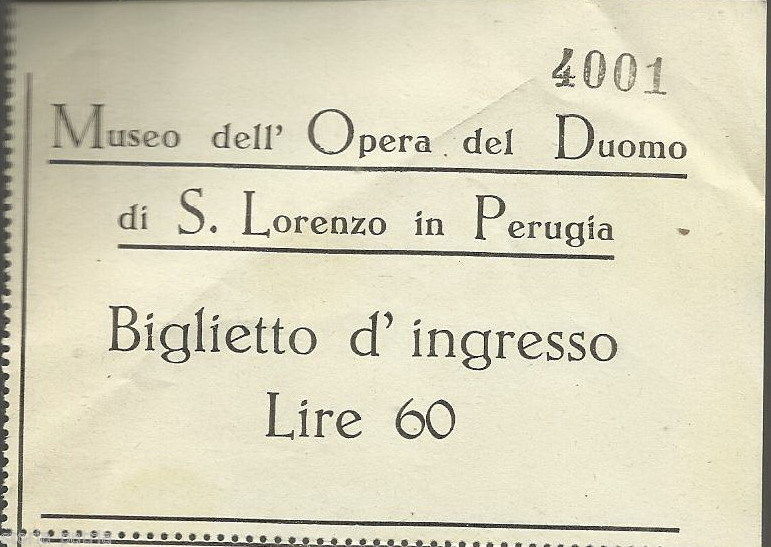 4001
Museo dell' Opera del Duomo
di S. Lorenzo in Perugia
Biglietto d' ingresso
Lire 60